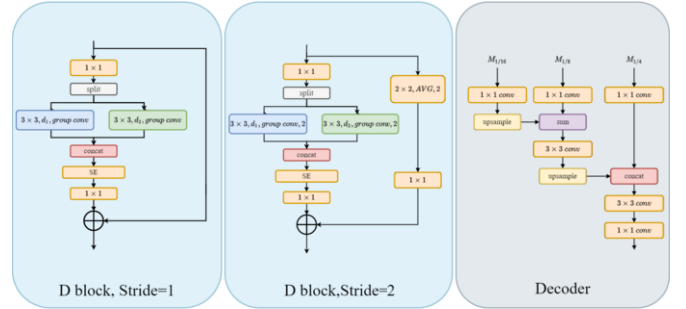 1 × 1
split
3 × 3, d₁, group conv
3 × 3, d₂, group conv
concat
SE
1 × 1
D block, Stride=1
1 × 1
2 × 2, AVG, 2
split
3 × 3, d₁, group conv, 2
3 × 3, d₂, group conv, 2
concat
SE
1 × 1
1 × 1
D block,Stride=2
M₁/₁₆
M₁/₈
M₁/₄
1 × 1 conv
1 × 1 conv
1 × 1 conv
upsample
sum
3 × 3 conv
upsample
concat
3 × 3 conv
1 × 1 conv
Decoder